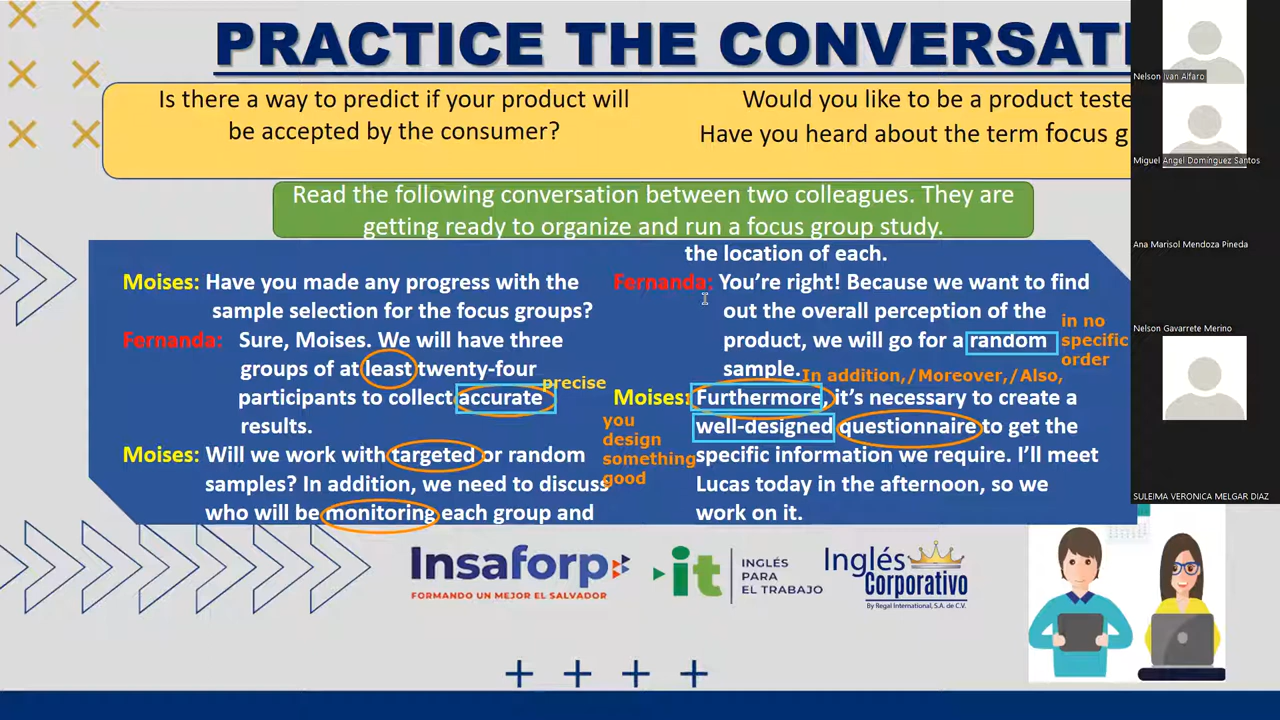 PRACTICE THE CONVERSATI
Is there a way to predict if your product will
be accepted by the consumer?
Would you like to be a product teste
Have you heard about the term focus g
Read the following conversation between two colleagues. They are
getting ready to organize and run a focus group study.
Moises: Have you made any progress with the
sample selection for the focus groups?
Fernanda: Sure, Moises. We will have three
groups of at least twenty-four
precise
participants to collect accurate
results.
Moises: Will we work with targeted or random
samples? In addition, we need to discuss
who will be monitoring each group and
the location of each.
Fernanda: You’re right! Because we want to find
out the overall perception of the
product, we will go for a random
in no
specific
order
sample.
In addition,/Moreover,/Also,
Moises: Furthermore, it’s necessary to create a
well-designed questionnaire to get the
you
design
something
good
specific information we require. I’ll meet
Lucas today in the afternoon, so we
work on it.
Insaforp
FORMANDO UN MEJOR EL SALVADOR
it
INGLÉS
PARA
EL TRABAJO
Inglés
Corporativo
By Regal International, S.A. de C.V.
Nelson Ivan Alfaro
Miguel Angel Dominguez Santos
Ana Marisol Mendoza Pineda
Nelson Gavarrete Merino
SULEIMA VERONICA MELGAR DIAZ